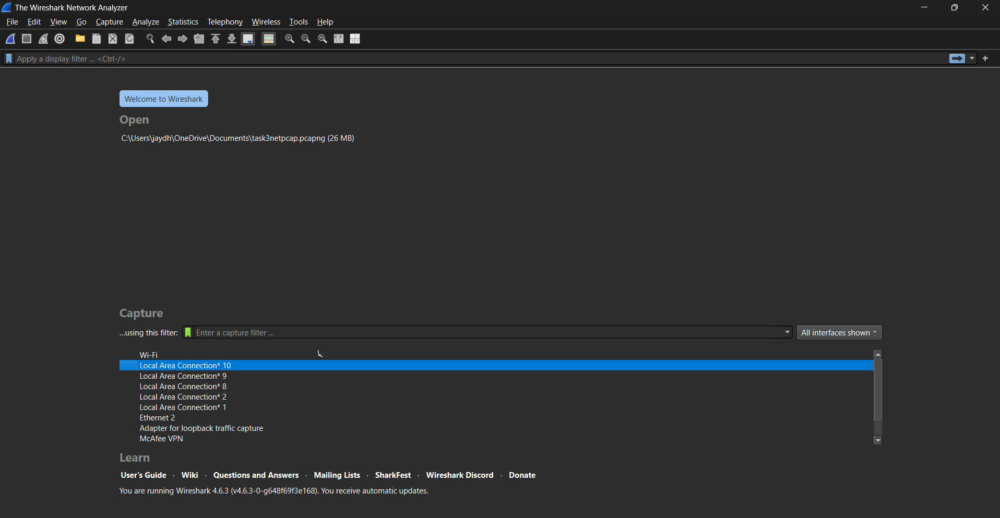 The Wireshark Network Analyzer
File Edit View Go Capture Analyze Statistics Telephony Wireless Tools Help
Apply a display filter ... <Ctrl-/>
Welcome to Wireshark
Open
C:\Users\jaydh\OneDrive\Documents\task3netpcap.pcapng (26 MB)
Capture
...using this filter: Enter a capture filter ... All interfaces shown
Wi-Fi
Local Area Connection* 10
Local Area Connection* 9
Local Area Connection* 8
Local Area Connection* 2
Local Area Connection* 1
Ethernet 2
Adapter for loopback traffic capture
McAfee VPN
Learn
User's Guide · Wiki · Questions and Answers · Mailing Lists · SharkFest · Wireshark Discord · Donate
You are running Wireshark 4.6.3 (v4.6.3-0-g648f69f3e168). You receive automatic updates.